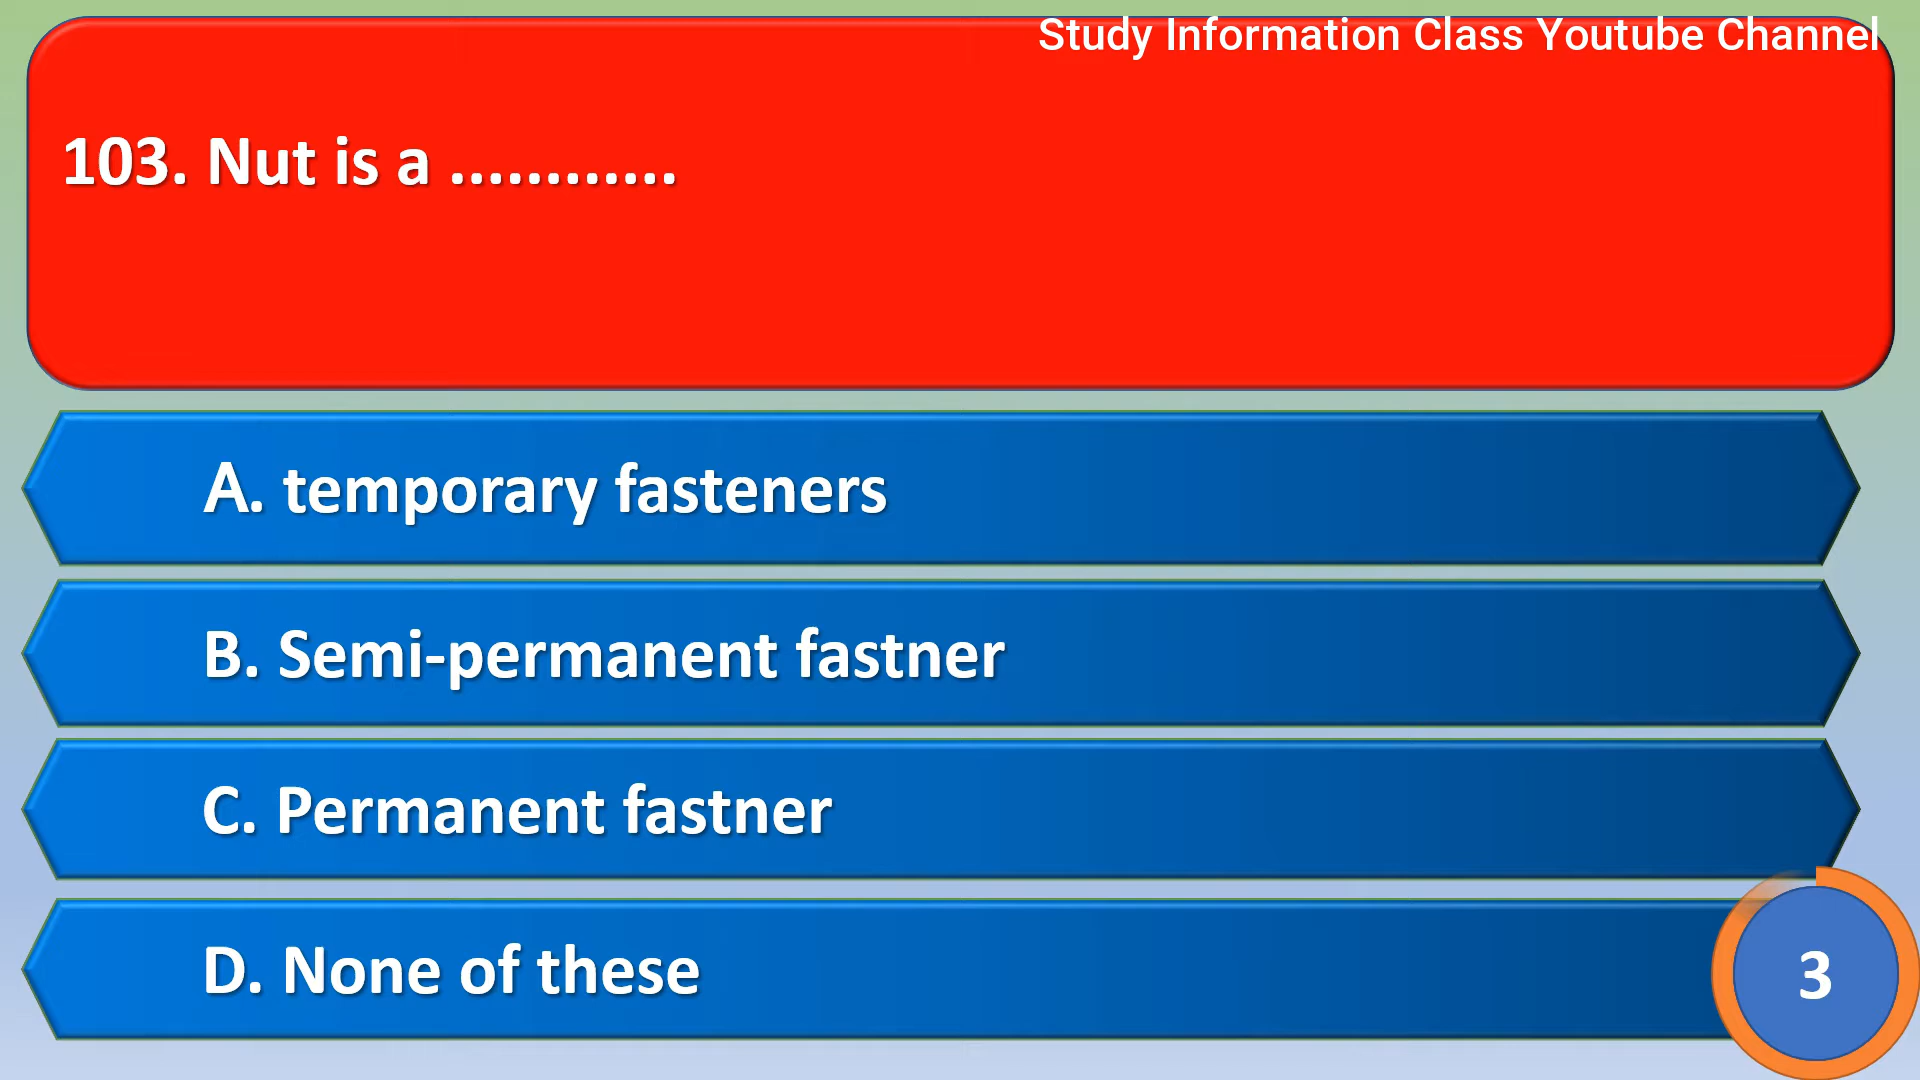 Study Information Class Youtube Channel
103. Nut is a ............
A. temporary fasteners
B. Semi-permanent fastner
C. Permanent fastner
D. None of these
3